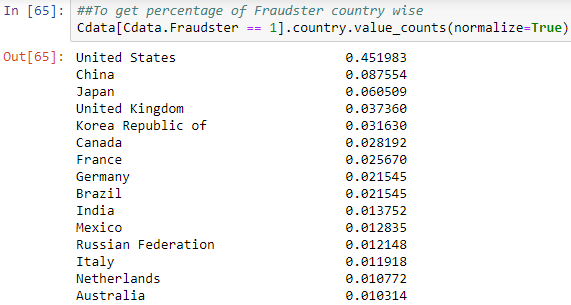 In [65]: ##To get percentage of Fraudster country wise
Cdata[Cdata.Fraudster == 1].country.value_counts(normalize=True)
Out[65]: United States 0.451983
China 0.087554
Japan 0.060509
United Kingdom 0.037360
Korea Republic of 0.031630
Canada 0.028192
France 0.025670
Germany 0.021545
Brazil 0.021545
India 0.013752
Mexico 0.012835
Russian Federation 0.012148
Italy 0.011918
Netherlands 0.010772
Australia 0.010314